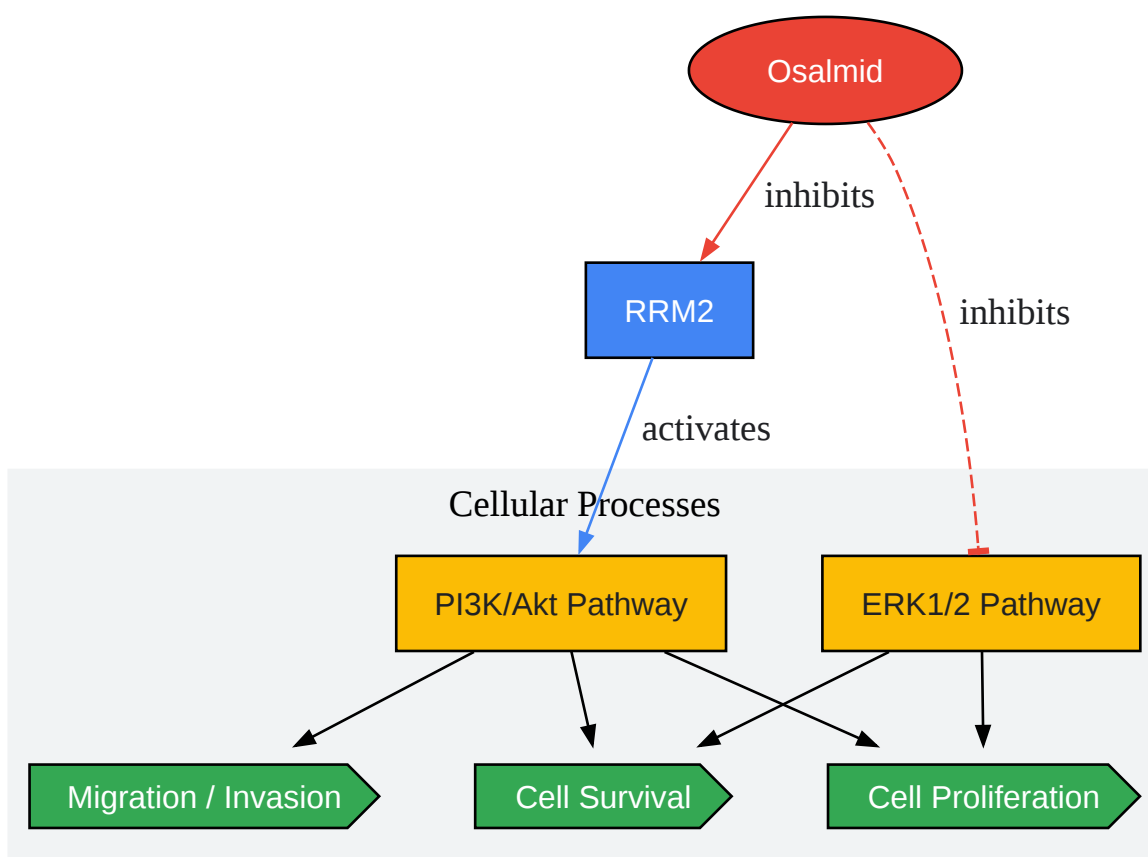 Osalmid
inhibits
RRM2
inhibits
activates
Cellular Processes
PI3K/Akt Pathway
ERK1/2 Pathway
Migration / Invasion
Cell Survival
Cell Proliferation